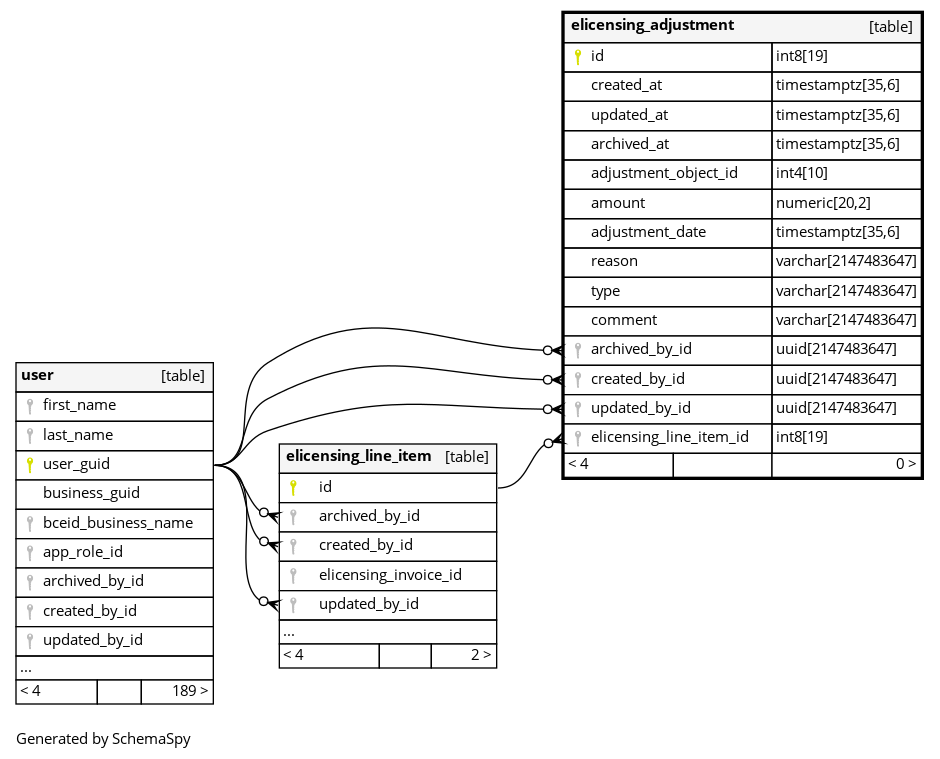 elicensing_adjustment [table]
id int8[19]
created_at timestamptz[35,6]
updated_at timestamptz[35,6]
archived_at timestamptz[35,6]
adjustment_object_id int4[10]
amount numeric[20,2]
adjustment_date timestamptz[35,6]
reason varchar[2147483647]
type varchar[2147483647]
comment varchar[2147483647]
archived_by_id uuid[2147483647]
created_by_id uuid[2147483647]
updated_by_id uuid[2147483647]
elicensing_line_item_id int8[19]
< 4 0 >
user [table]
first_name
last_name
user_guid
business_guid
bceid_business_name
app_role_id
archived_by_id
created_by_id
updated_by_id
...
< 4 189 >
elicensing_line_item [table]
id
archived_by_id
created_by_id
elicensing_invoice_id
updated_by_id
...
< 4 2 >
Generated by SchemaSpy